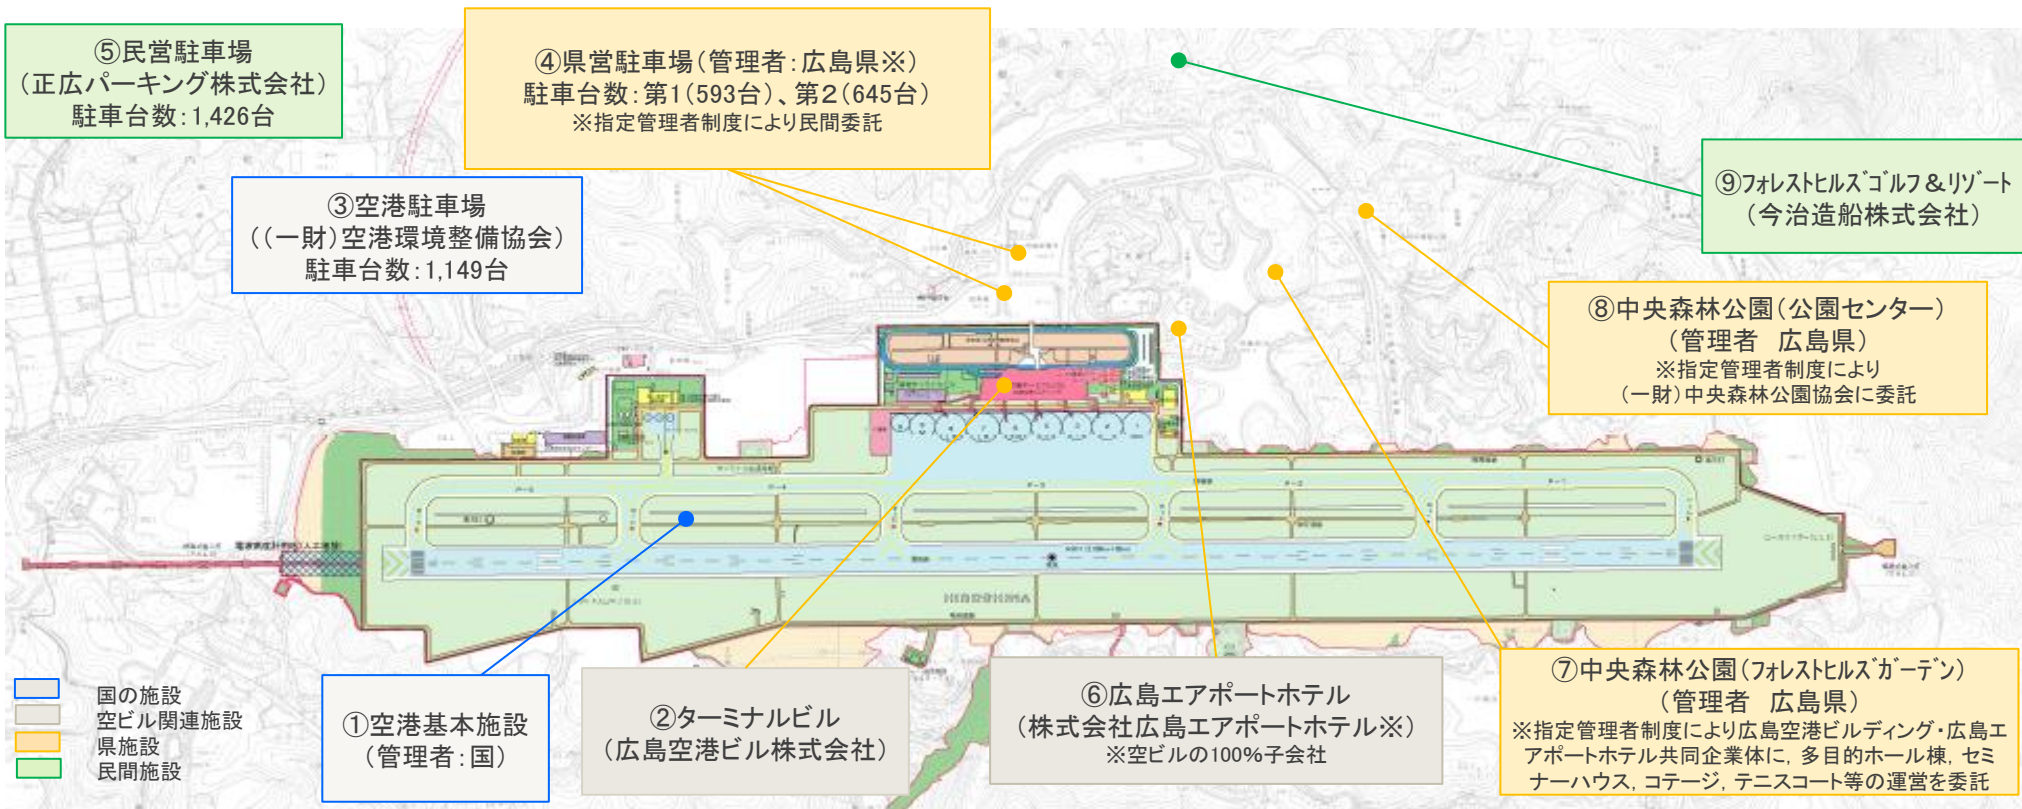 ⑤民営駐車場
(正広パーキング株式会社)
駐車台数:1,426台
④県営駐車場(管理者:広島県※)
駐車台数:第1(593台)、第2(645台)
※指定管理者制度により民間委託
③空港駐車場
((一財)空港環境整備協会)
駐車台数:1,149台
⑨フォレストヒルズゴルフ&リゾート
(今治造船株式会社)
⑧中央森林公園(公園センター)
(管理者 広島県)
※指定管理者制度により
(一財)中央森林公園協会に委託
HIROSHIMA
国の施設
空ビル関連施設
県施設
民間施設
①空港基本施設
(管理者:国)
②ターミナルビル
(広島空港ビル株式会社)
⑥広島エアポートホテル
(株式会社広島エアポートホテル※)
※空ビルの100%子会社
⑦中央森林公園(フォレストヒルズガーデン)
(管理者 広島県)
※指定管理者制度により広島空港ビルディング・広島エ
アポートホテル共同企業体に, 多目的ホール棟, セミ
ナーハウス, コテージ, テニスコート等の運営を委託